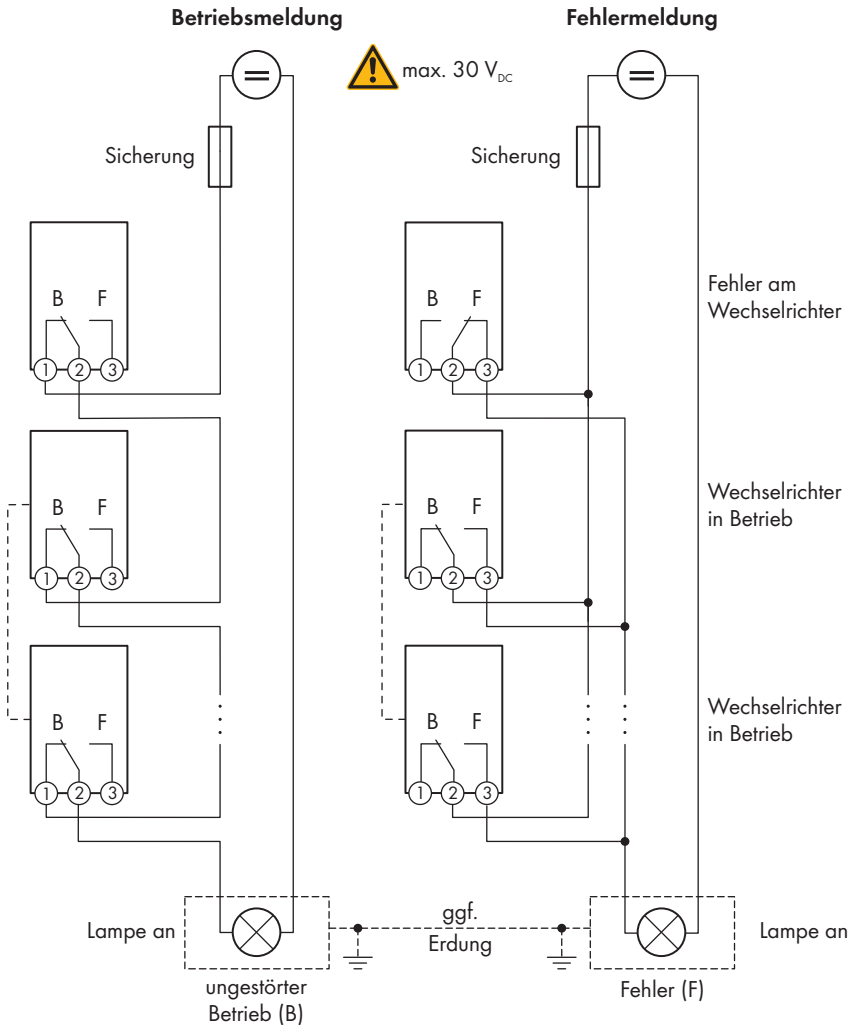 Betriebsmeldung
Fehlermeldung
max. 30 V_DC
Sicherung
Sicherung
B F
1 2 3
B F
1 2 3
Fehler am
Wechselrichter
B F
1 2 3
B F
1 2 3
Wechselrichter
in Betrieb
B F
1 2 3
B F
1 2 3
Wechselrichter
in Betrieb
Lampe an
ggf.
Erdung
Lampe an
ungestörter
Betrieb (B)
Fehler (F)